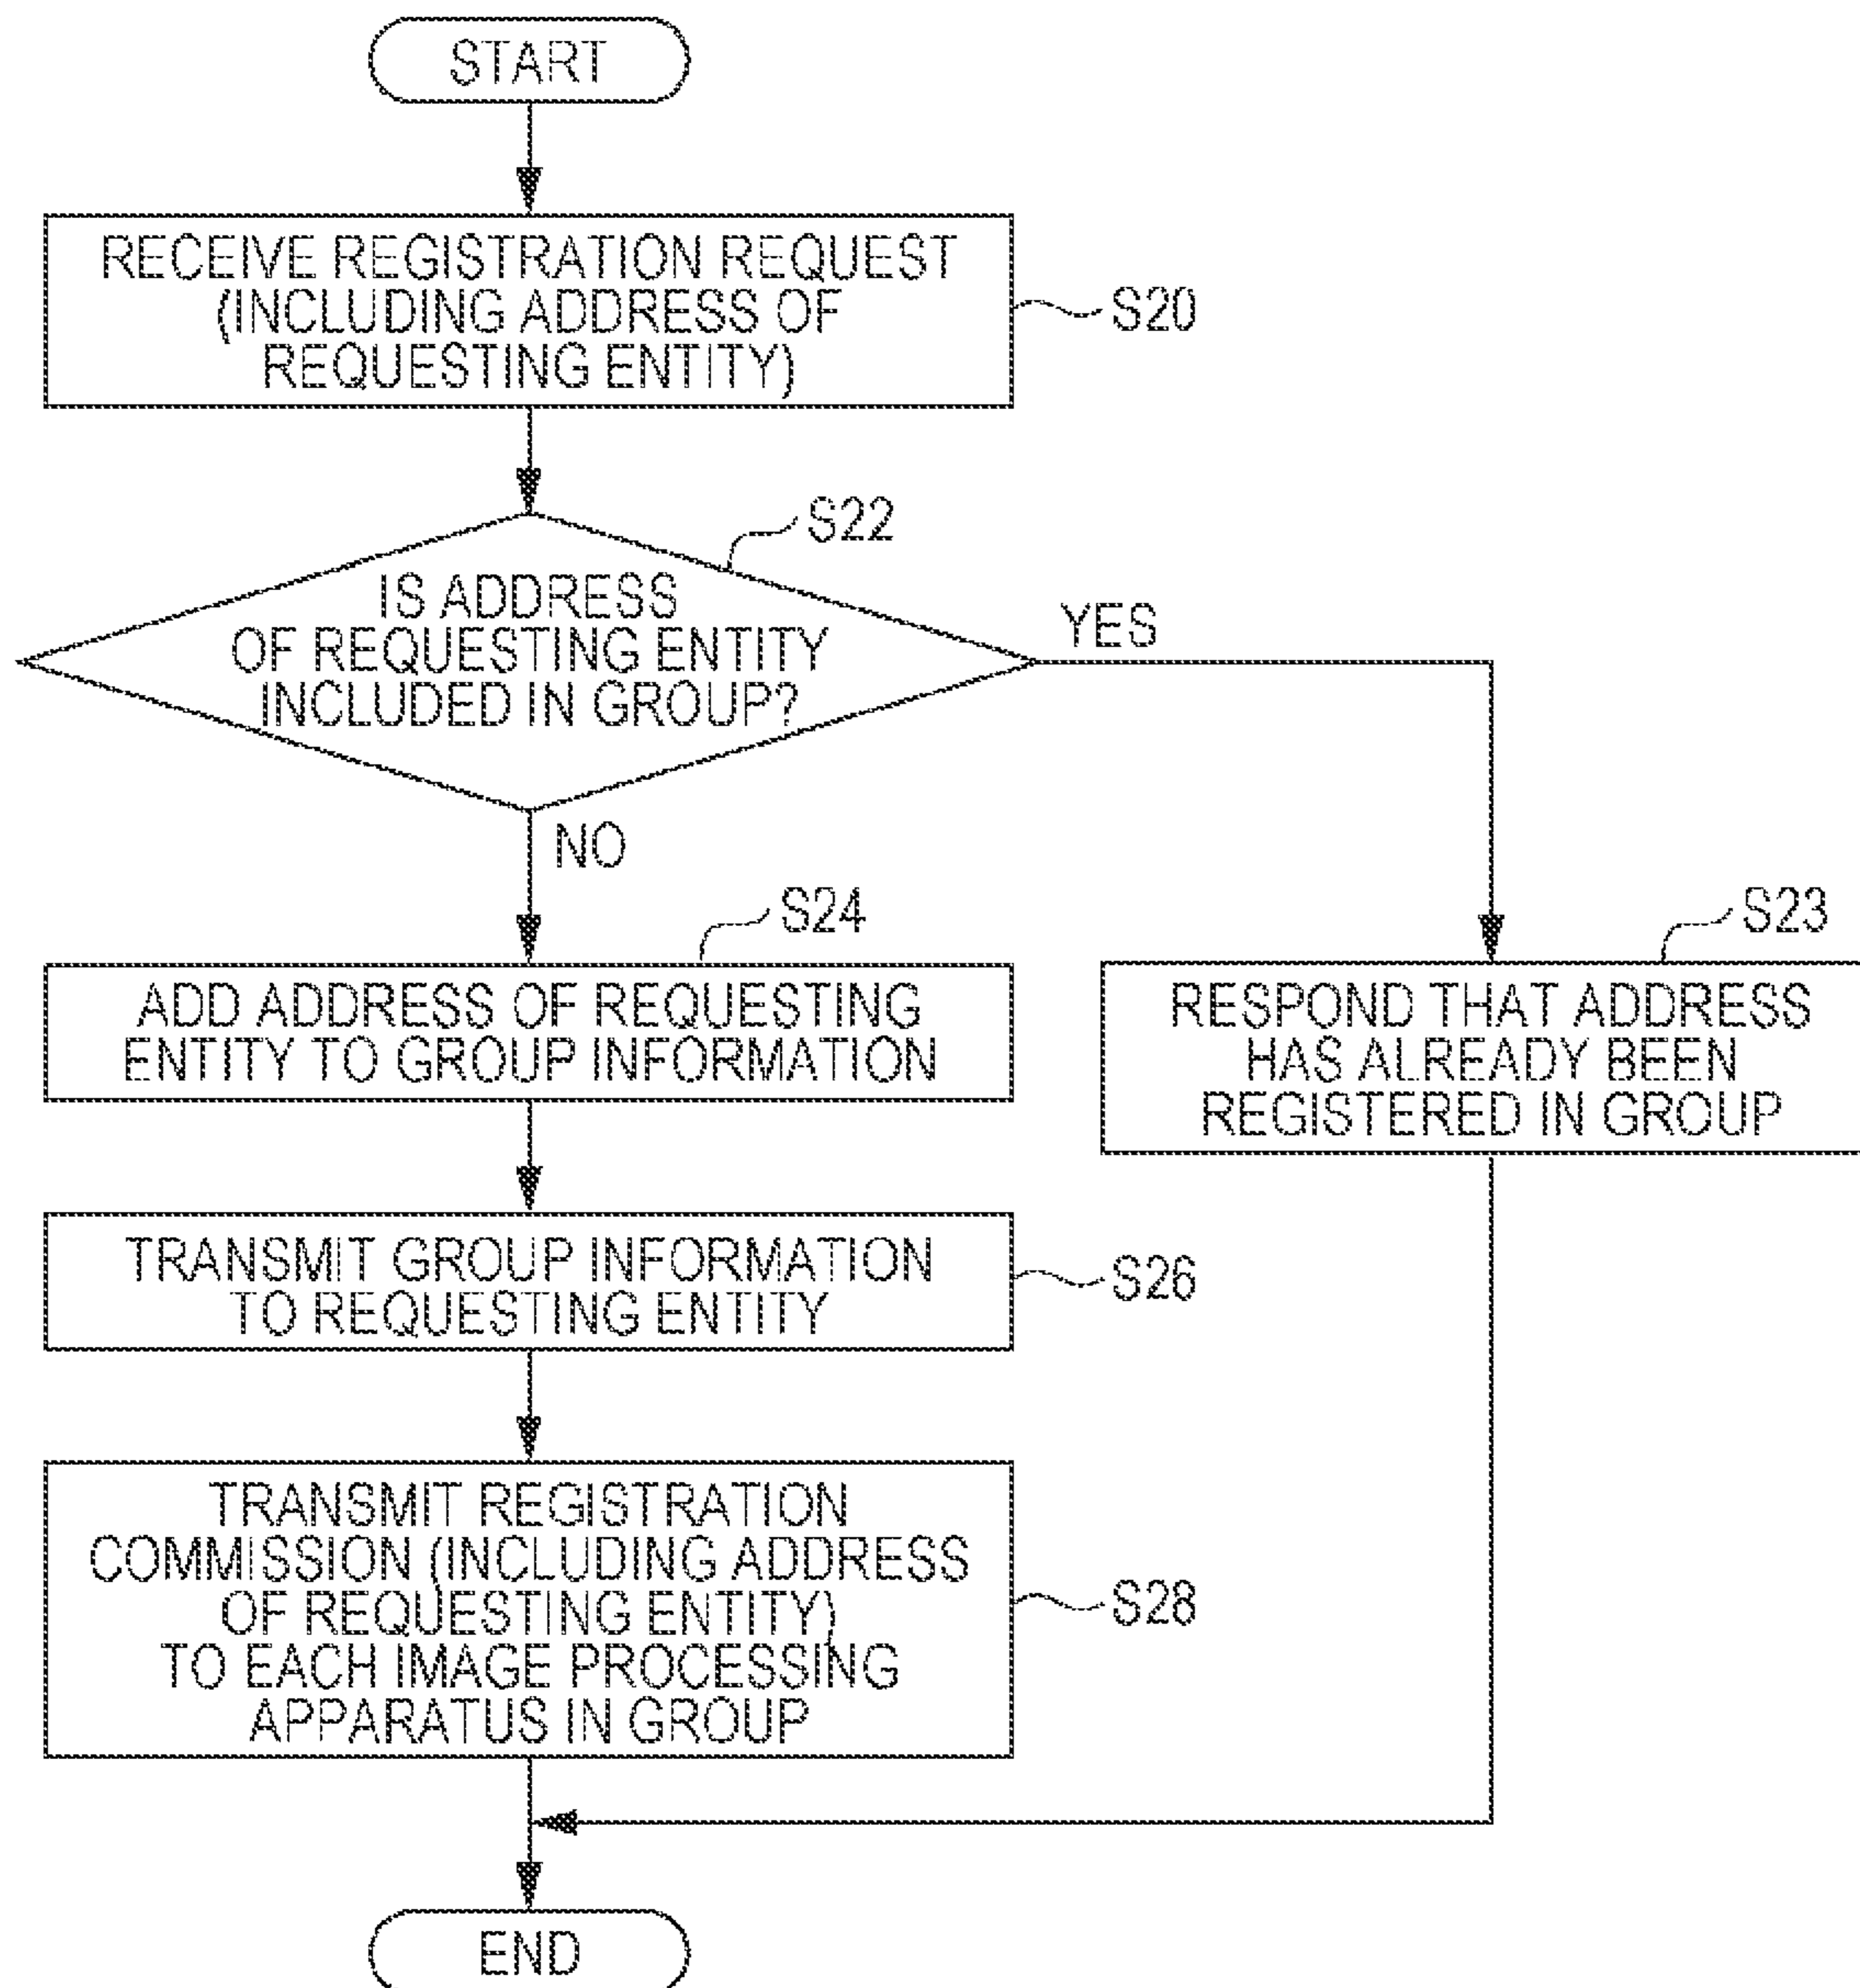 START
RECEIVE REGISTRATION REQUEST
(INCLUDING ADDRESS OF
REQUESTING ENTITY)
S20
S22
IS ADDRESS
OF REQUESTING ENTITY
INCLUDED IN GROUP?
YES
NO
S24
ADD ADDRESS OF REQUESTING
ENTITY TO GROUP INFORMATION
S23
RESPOND THAT ADDRESS
HAS ALREADY BEEN
REGISTERED IN GROUP
TRANSMIT GROUP INFORMATION
TO REQUESTING ENTITY
S26
TRANSMIT REGISTRATION
COMMISSION (INCLUDING ADDRESS
OF REQUESTING ENTITY)
TO EACH IMAGE PROCESSING
APPARATUS IN GROUP
S28
END